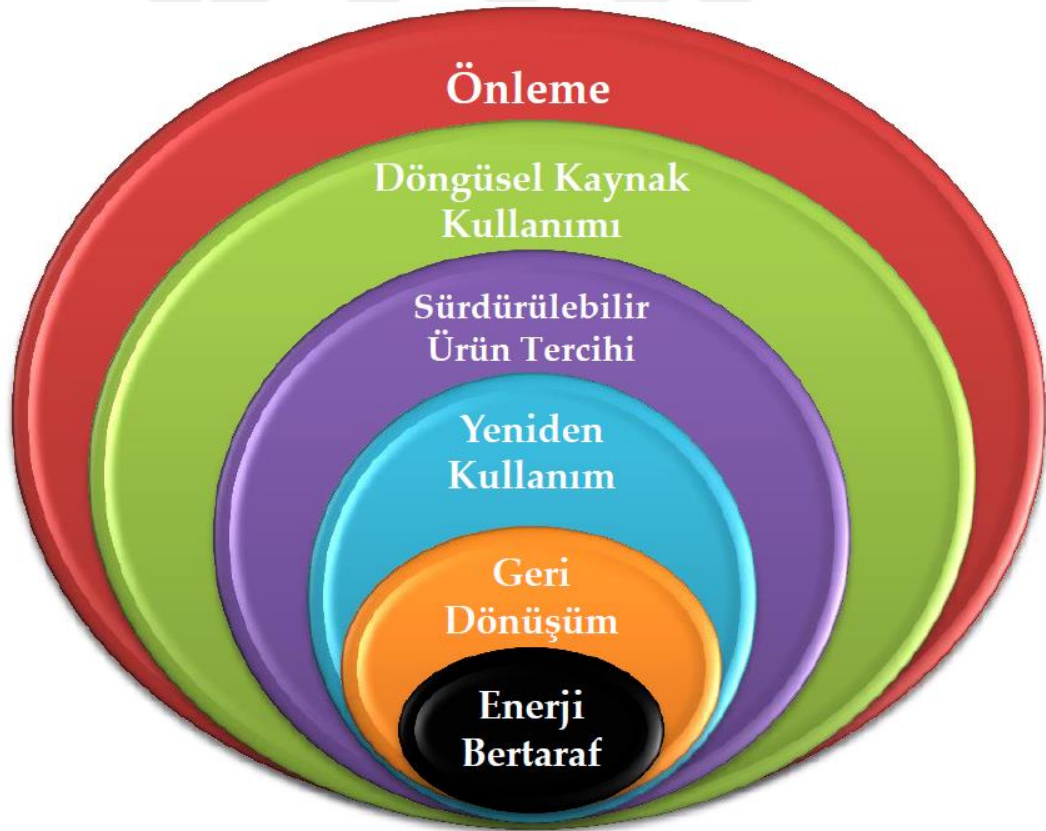 Önleme
Döngüsel Kaynak
Kullanımı
Sürdürülebilir
Ürün Tercihi
Yeniden
Kullanım
Geri
Dönüşüm
Enerji
Bertaraf